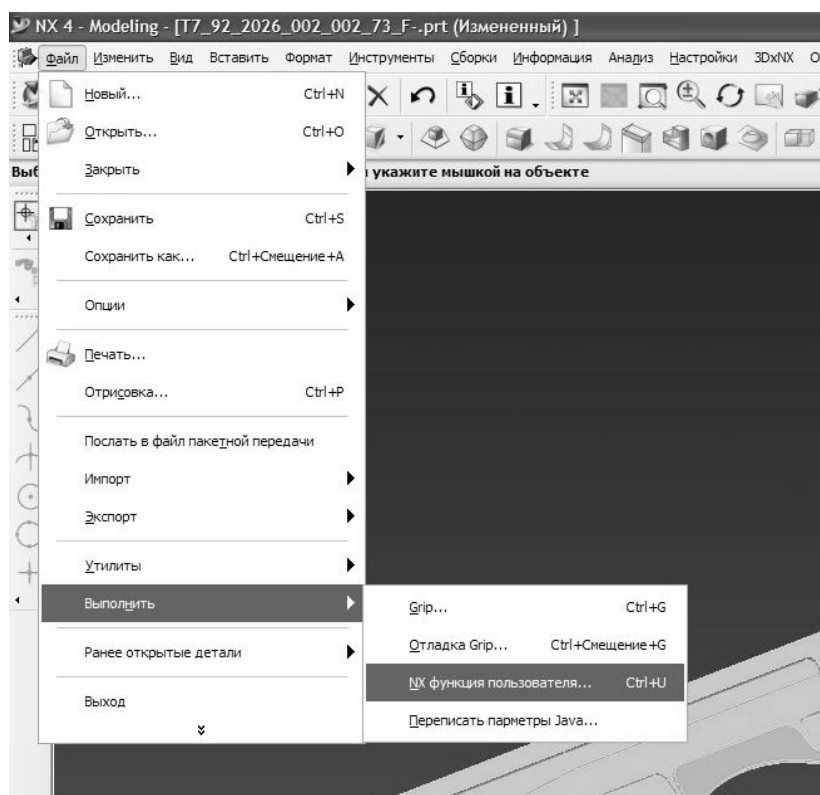 NX 4 - Modeling - [T7_92_2026_002_002_73_F-.prt (Измененный) ]
Файл Изменить Вид Вставить Формат Инструменты Сборки Информация Анализ Настройки 3DxNX
Новый... Ctrl+N
Открыть... Ctrl+O
Закрыть
укажите мышкой на объекте
Сохранить Ctrl+S
Сохранить как... Ctrl+Смещение+A
Опции
Печать...
Отрисовка... Ctrl+P
Послать в файл пакетной передачи
Импорт
Экспорт
Утилиты
Выполнить
Grip... Ctrl+G
Отладка Grip... Ctrl+Смещение+G
Ранее открытые детали
NX функция пользователя... Ctrl+U
Выход
Переписать парметры Java...